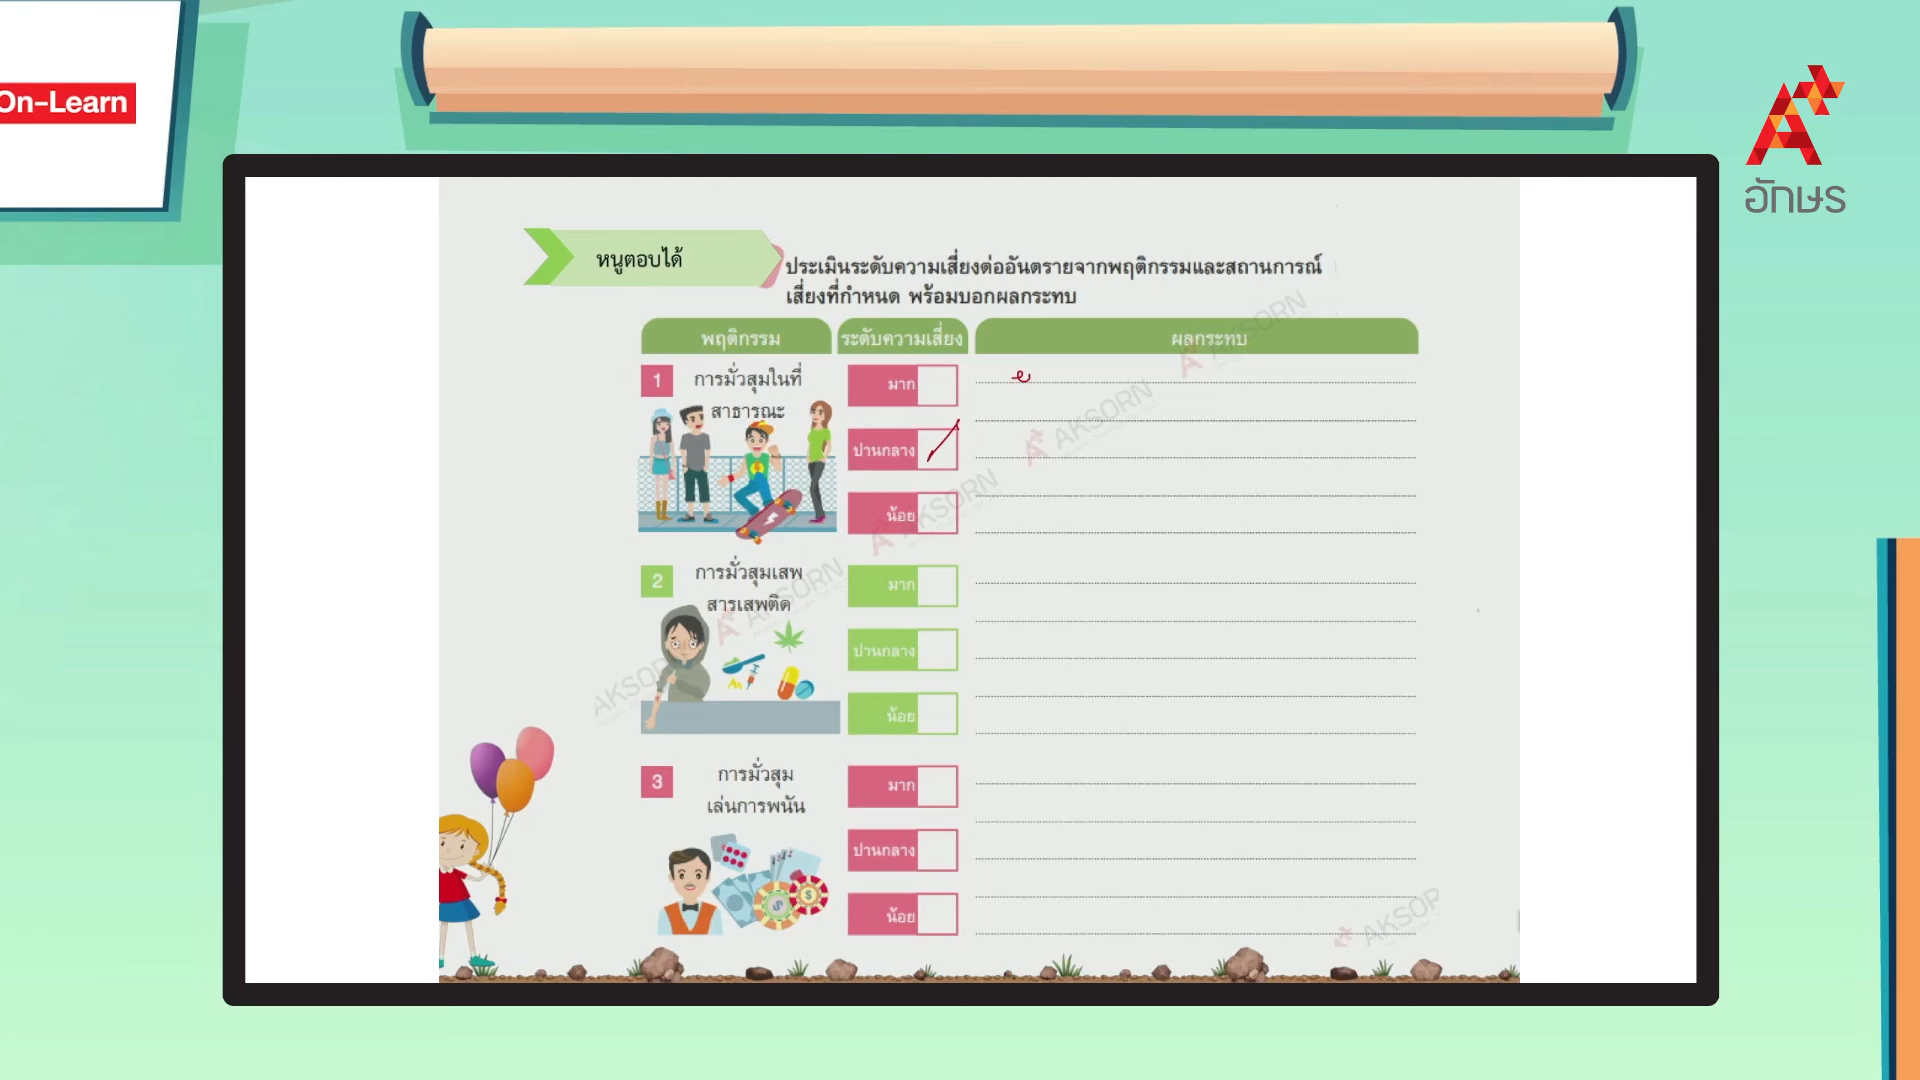 On-Learn
อักษร
หนูตอบได้
ประเมินระดับความเสี่ยงต่ออันตรายจากพฤติกรรมและสถานการณ์
เสี่ยงที่กำหนด พร้อมบอกผลกระทบ
พฤติกรรม ระดับความเสี่ยง ผลกระทบ
1 การมั่วสุมในที่
สาธารณะ
มาก
ปานกลาง
น้อย
2 การมั่วสุมเสพ
สารเสพติด
มาก
ปานกลาง
น้อย
3 การมั่วสุม
เล่นการพนัน
มาก
ปานกลาง
น้อย
AKSORN
AKSORN
AKSORN
AKSORN
AKSORN
AKSOR